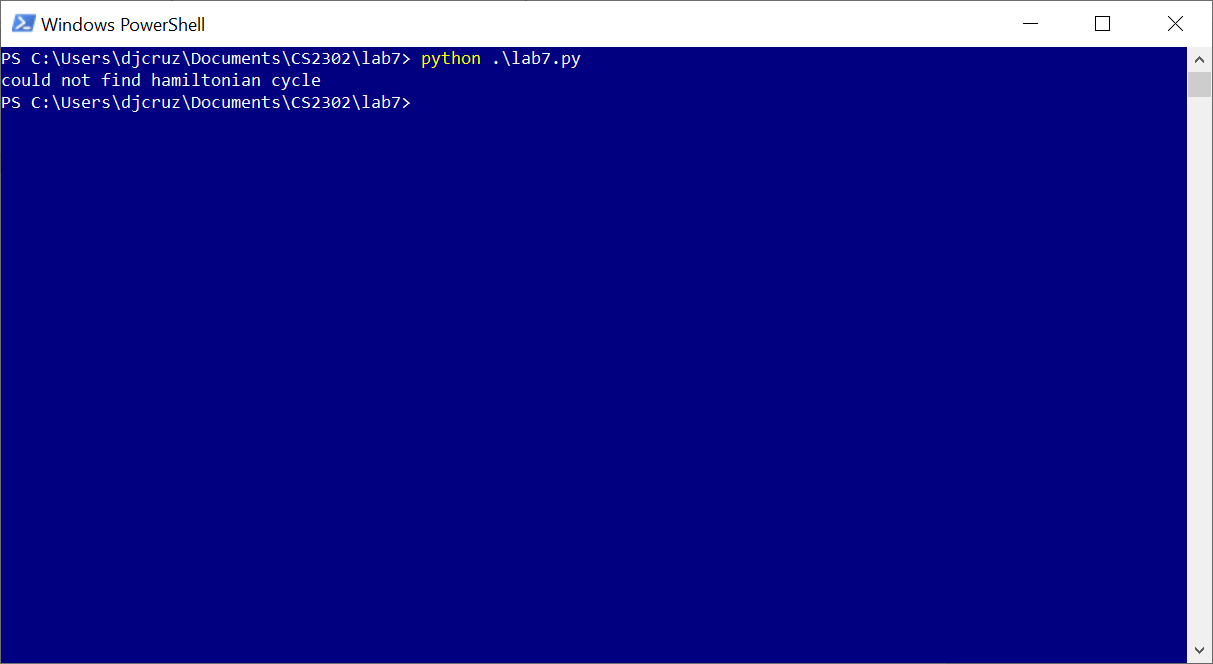 Windows PowerShell
PS C:\Users\djcruz\Documents\CS2302\lab7> python .\lab7.py
could not find hamiltonian cycle
PS C:\Users\djcruz\Documents\CS2302\lab7>